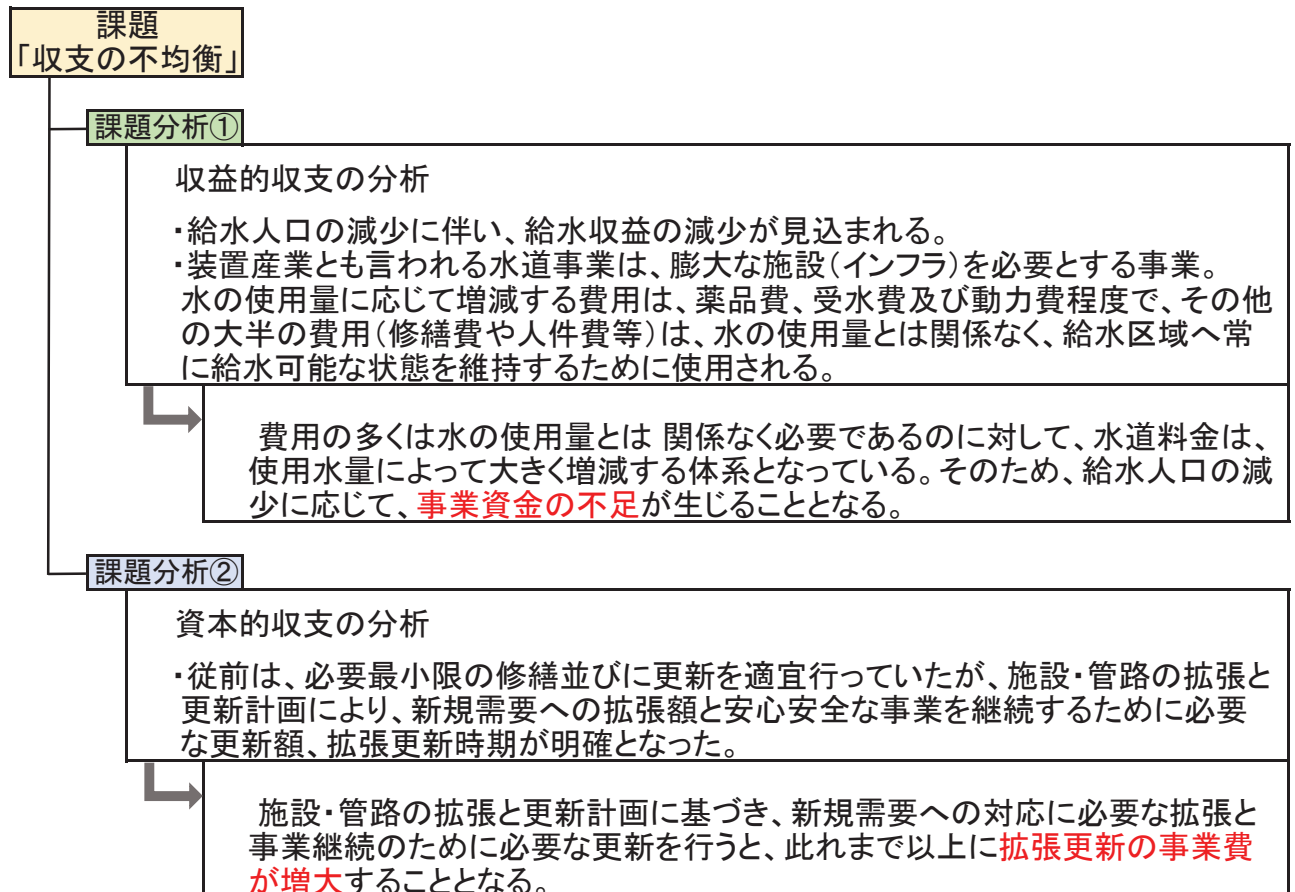 課題
「収支の不均衡」
課題分析①
収益的収支の分析
・給水人口の減少に伴い、給水収益の減少が見込まれる。
・装置産業とも言われる水道事業は、膨大な施設（インフラ）を必要とする事業。
水の使用量に応じて増減する費用は、薬品費、受水費及び動力費程度で、その他
の大半の費用（修繕費や人件費等）は、水の使用量とは関係なく、給水区域へ常
に給水可能な状態を維持するために使用される。
費用の多くは水の使用量とは 関係なく必要であるのに対して、水道料金は、
使用水量によって大きく増減する体系となっている。そのため、給水人口の減
少に応じて、事業資金の不足が生じることとなる。
課題分析②
資本的収支の分析
・従前は、必要最小限の修繕並びに更新を適宜行っていたが、施設・管路の拡張と
更新計画により、新規需要への拡張額と安心安全な事業を継続するために必要
な更新額、拡張更新時期が明確となった。
施設・管路の拡張と更新計画に基づき、新規需要への対応に必要な拡張と
事業継続のために必要な更新を行うと、此れまで以上に拡張更新の事業費
が増大することとなる。